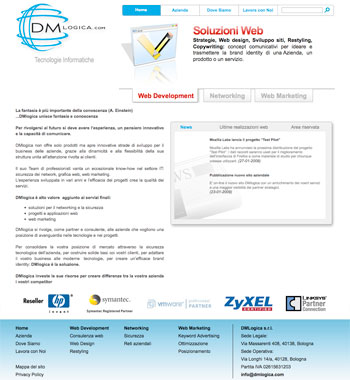 Home Azienda Dove Siamo Lavora con Noi
DMLOGICA.COM
Tecnologie Informatiche
Soluzioni Web
Strategie, Web design, Sviluppo siti, Restyling,
Copywriting: concept comunicativi per ideare e
trasmettere la brand identity di una Azienda, un
prodotto o un servizio.
Web Development Networking Web Marketing
La fantasia è più importante della conoscenza (A. Einstein)
...DMlogica unisce fantasia e conoscenza
Per rivolgersi al futuro si deve avere l'esperienza, un pensiero innovativo
e la capacità di comunicare.
DMlogica non offre solo prodotti ma apre innovative strade di sviluppo per il
business delle aziende, grazie alla dinamicità e alla flessibilità della sua
struttura unite all'attenzione rivolta ai clienti.
Il suo Team di professionisti vanta un eccezionale know-how nel settore IT:
sicurezza dei network, grafica web, web marketing.
L'esperienza sviluppata in vari anni è l'efficacia dei progetti crea la qualità dei
servizi.
DMlogica è alto valore aggiunto ai servizi finali:
soluzioni per il networking e la sicurezza
progetti e applicazioni web
web marketing
DMlogica si rivolge, come partner e consulente, alle aziende che vogliono una
posizione di avanguardia nelle tecnologie e nei progetti.
Per consolidare la vostra posizione di mercato attraverso la sicurezza
tecnologica dell'azienda, per costruire solide basi coi vostri clienti, per adattare il
vostro business alle moderne tecnologie, per creare un'efficace brand
identity: DMlogica è la soluzione.
DMlogica investe le sue risorse per creare differenza tra la vostra azienda
i vostri competitor
News Ultime realizzazioni web Area riservata
Mozilla Labs lancia il progetto "Test Pilot"
(27-01-2009)
Pubblicazione nuovo sito aziendale
(23-01-2009)
Reseller
hp
invent
symantec.
Symantec Registered Partner
vmware
PARTNER
ZyXEL
CERTIFIED
LINKSYS
Partner
Connection
Home Web Development Networking Web Marketing DMLogica s.r.l.
Azienda Consulenza web Sicurezza Keyword Advertising Sede Legale:
Dove Siamo Web Design Reti aziendali Ottimizzazione Via Massarenti 408, 40138, Bologna
Lavora con Noi Restyling Posizionamento Sede Operativa:
Via Longhi 14/a, 40128, Bologna
Mappa del sito Partita IVA 02815631203
Privacy Policy info@dmlogica.com